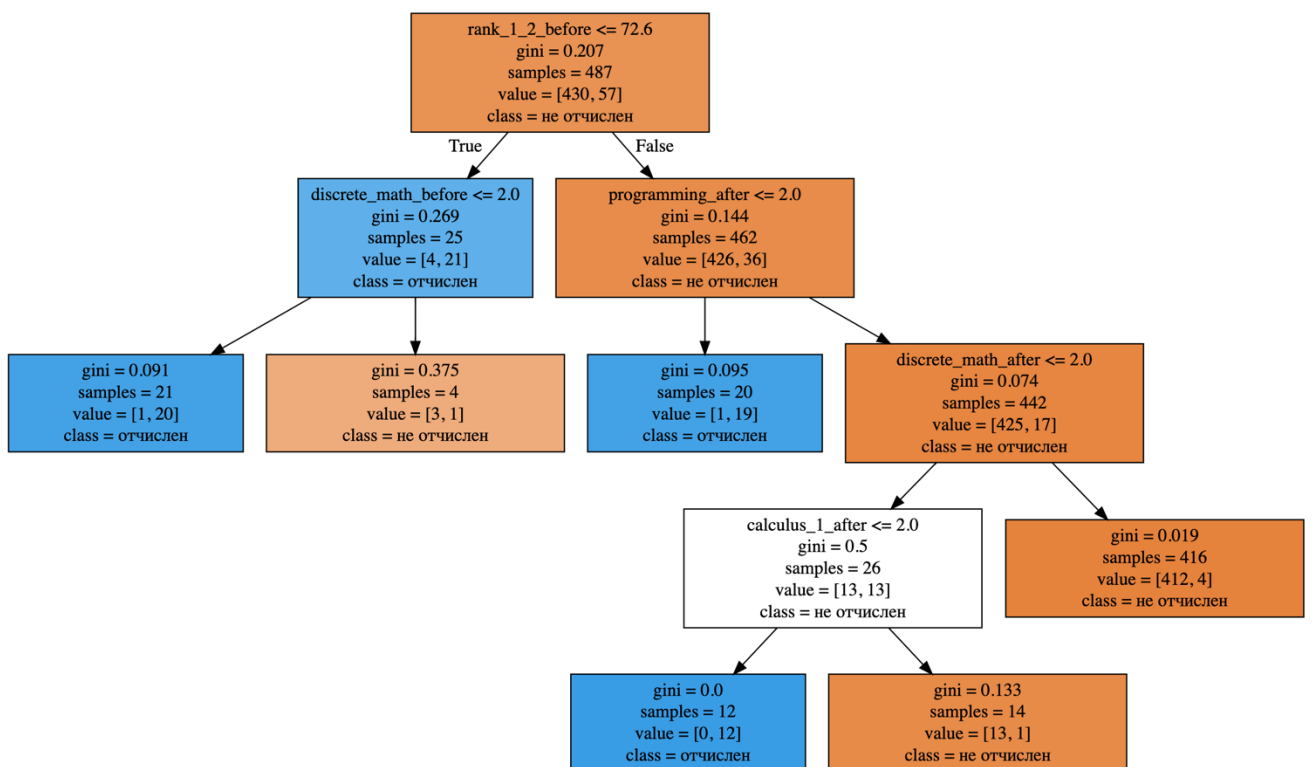 rank_1_2_before <= 72.6
gini = 0.207
samples = 487
value = [430, 57]
class = не отчислен
True
False
discrete_math_before <= 2.0
gini = 0.269
samples = 25
value = [4, 21]
class = отчислен
programming_after <= 2.0
gini = 0.144
samples = 462
value = [426, 36]
class = не отчислен
gini = 0.091
samples = 21
value = [1, 20]
class = отчислен
gini = 0.375
samples = 4
value = [3, 1]
class = не отчислен
gini = 0.095
samples = 20
value = [1, 19]
class = отчислен
discrete_math_after <= 2.0
gini = 0.074
samples = 442
value = [425, 17]
class = не отчислен
calculus_1_after <= 2.0
gini = 0.5
samples = 26
value = [13, 13]
class = не отчислен
gini = 0.019
samples = 416
value = [412, 4]
class = не отчислен
gini = 0.0
samples = 12
value = [0, 12]
class = отчислен
gini = 0.133
samples = 14
value = [13, 1]
class = не отчислен